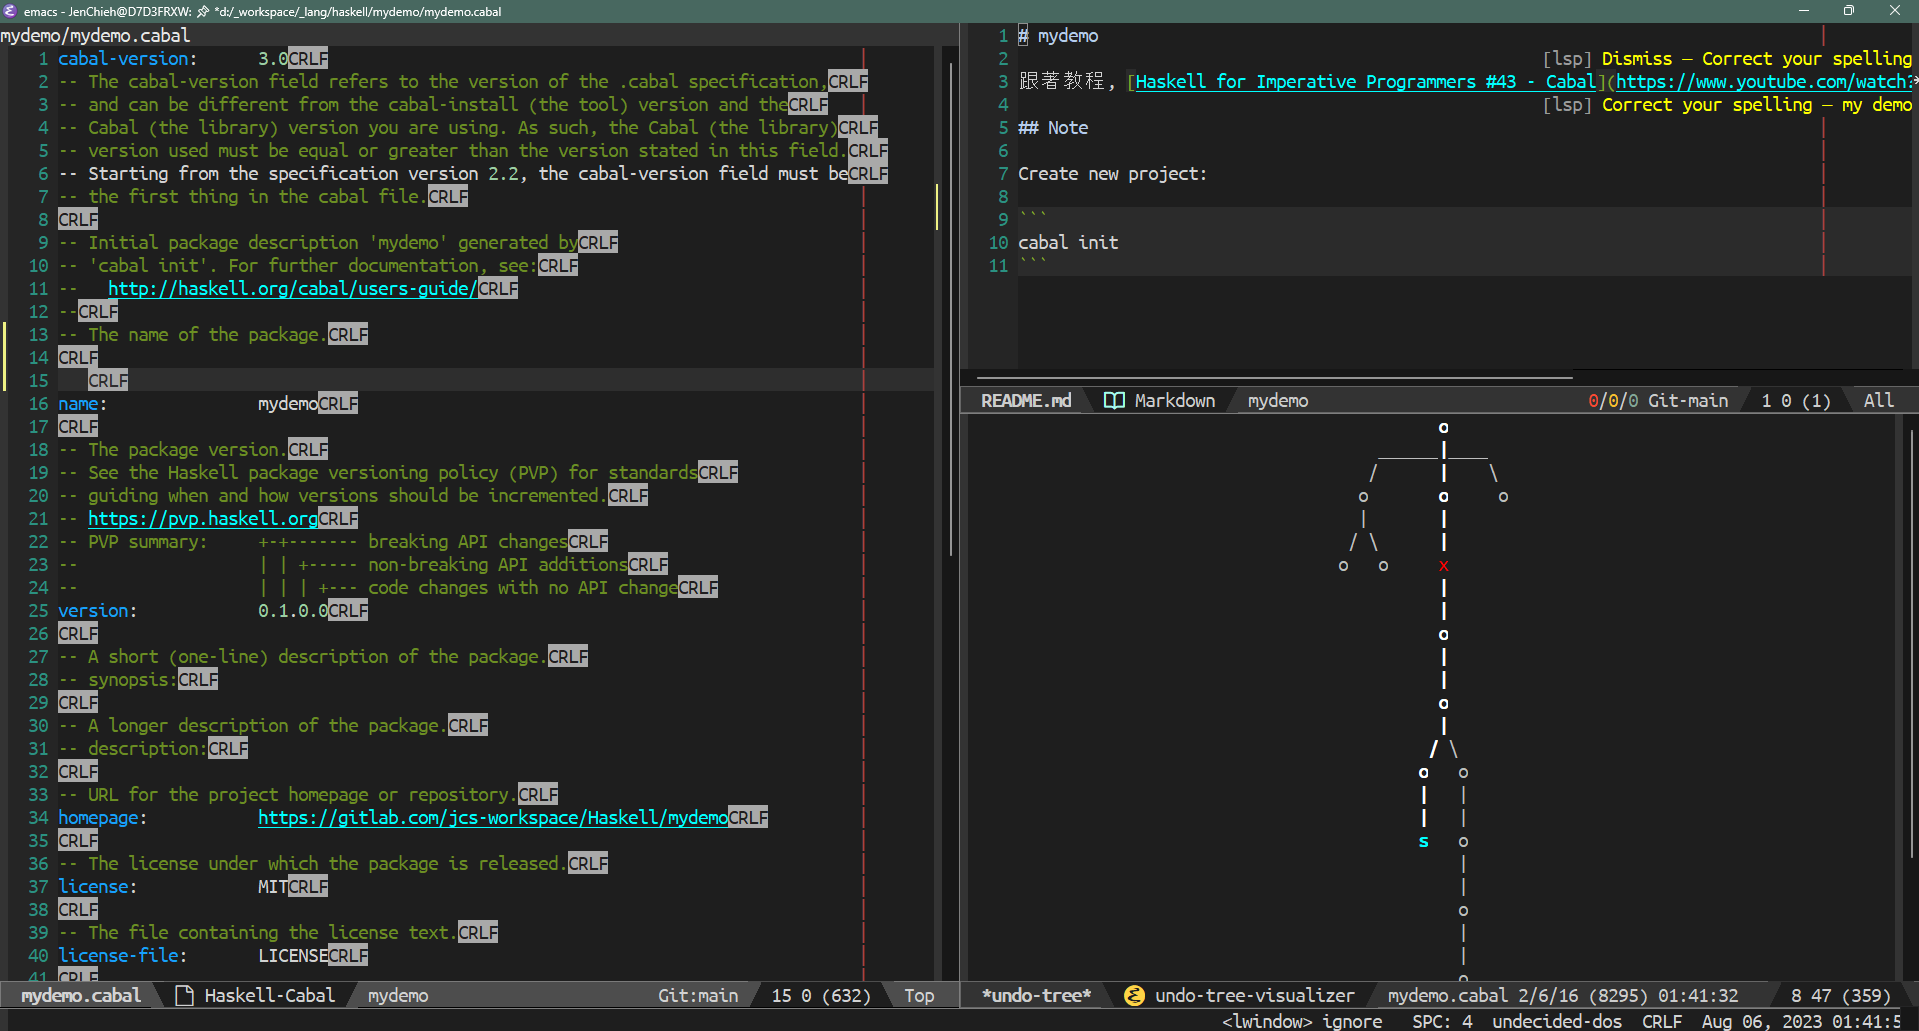 emacs - JenChieh@D7D3FRXW: *d:/_workspace/_lang/haskell/mydemo/mydemo.cabal
mydemo/mydemo.cabal
1 cabal-version: 3.0CRLF
2 -- The cabal-version field refers to the version of the .cabal specification,CRLF
3 -- and can be different from the cabal-install (the tool) version and theCRLF
4 -- Cabal (the library) version you are using. As such, the Cabal (the library)CRLF
5 -- version used must be equal or greater than the version stated in this field.CRLF
6 -- Starting from the specification version 2.2, the cabal-version field must beCRLF
7 -- the first thing in the cabal file.CRLF
8 CRLF
9 -- Initial package description 'mydemo' generated byCRLF
10 -- 'cabal init'. For further documentation, see:CRLF
11 -- http://haskell.org/cabal/users-guide/CRLF
12 --CRLF
13 -- The name of the package.CRLF
14 CRLF
15 CRLF
16 name: mydemoCRLF
17 CRLF
18 -- The package version.CRLF
19 -- See the Haskell package versioning policy (PVP) for standardsCRLF
20 -- guiding when and how versions should be incremented.CRLF
21 -- https://pvp.haskell.orgCRLF
22 -- PVP summary: +-+------- breaking API changesCRLF
23 -- | | +----- non-breaking API additionsCRLF
24 -- | | | +--- code changes with no API changeCRLF
25 version: 0.1.0.0CRLF
26 CRLF
27 -- A short (one-line) description of the package.CRLF
28 -- synopsis:CRLF
29 CRLF
30 -- A longer description of the package.CRLF
31 -- description:CRLF
32 CRLF
33 -- URL for the project homepage or repository.CRLF
34 homepage: https://gitlab.com/jcs-workspace/Haskell/mydemoCRLF
35 CRLF
36 -- The license under which the package is released.CRLF
37 license: MITCRLF
38 CRLF
39 -- The file containing the license text.CRLF
40 license-file: LICENSECRLF
41 CRLF
mydemo.cabal Haskell-Cabal mydemo Git:main 15 0 (632) Top
1 # mydemo
2 [lsp] Dismiss — Correct your spelling
3 跟著教程, [Haskell for Imperative Programmers #43 - Cabal](https://www.youtube.com/watch?
4 [lsp] Correct your spelling — my demo
5 ## Note
6
7 Create new project:
8
9 ```
10 cabal init
11 ```
README.md Markdown mydemo 0/0/0 Git-main 1 0 (1) All
o
______|____
/ | \
o o o
| |
/ \ |
o o x
|
|
o
|
|
o
|
/ \
o o
| |
| |
s o
|
|
o
|
|
o
*undo-tree* undo-tree-visualizer mydemo.cabal 2/6/16 (8295) 01:41:32 8 47 (359)
<lwindow> ignore SPC: 4 undecided-dos CRLF Aug 06, 2023 01:41:5